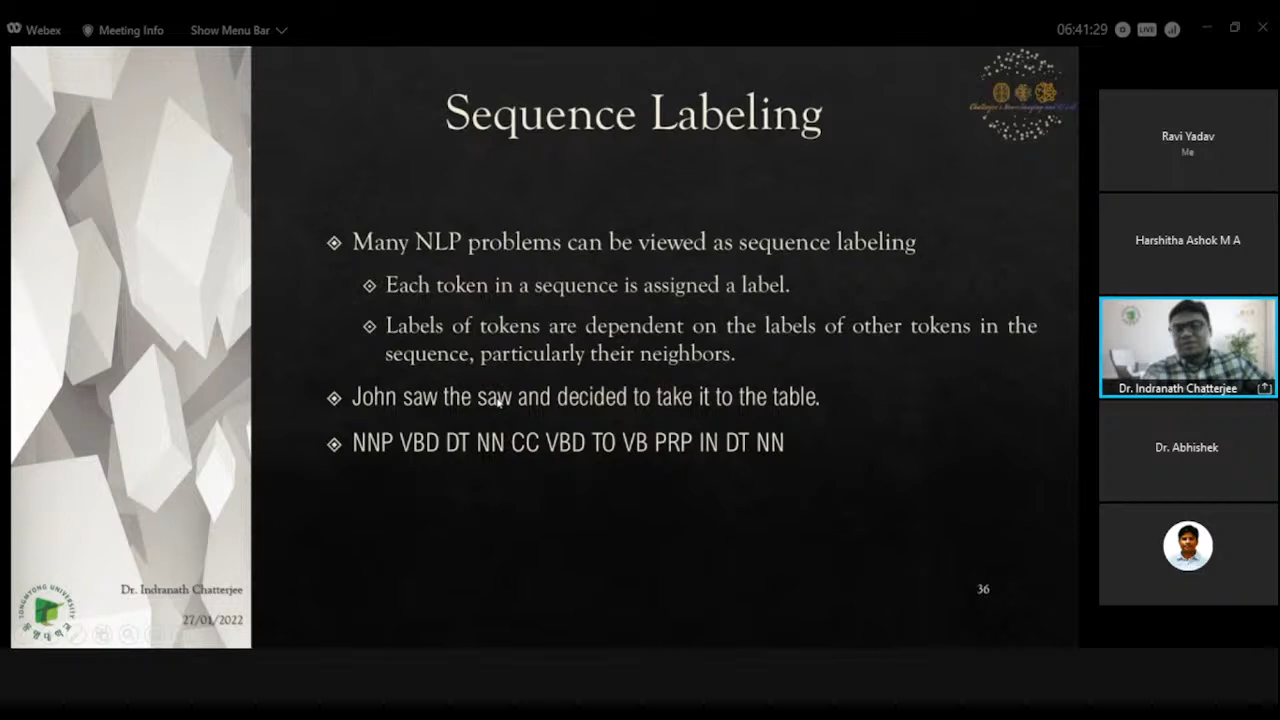 Webex Meeting Info Show Menu Bar 06:41:29 LIVE
Sequence Labeling
Many NLP problems can be viewed as sequence labeling
Each token in a sequence is assigned a label.
Labels of tokens are dependent on the labels of other tokens in the
sequence, particularly their neighbors.
John saw the saw and decided to take it to the table.
NNP VBD DT NN CC VBD TO VB PRP IN DT NN
Dr. Indranath Chatterjee
27/01/2022
36
TONGMYONG UNIVERSITY
Ravi Yadav
Me
Harshitha Ashok M A
Dr. Indranath Chatterjee
Dr. Abhishek